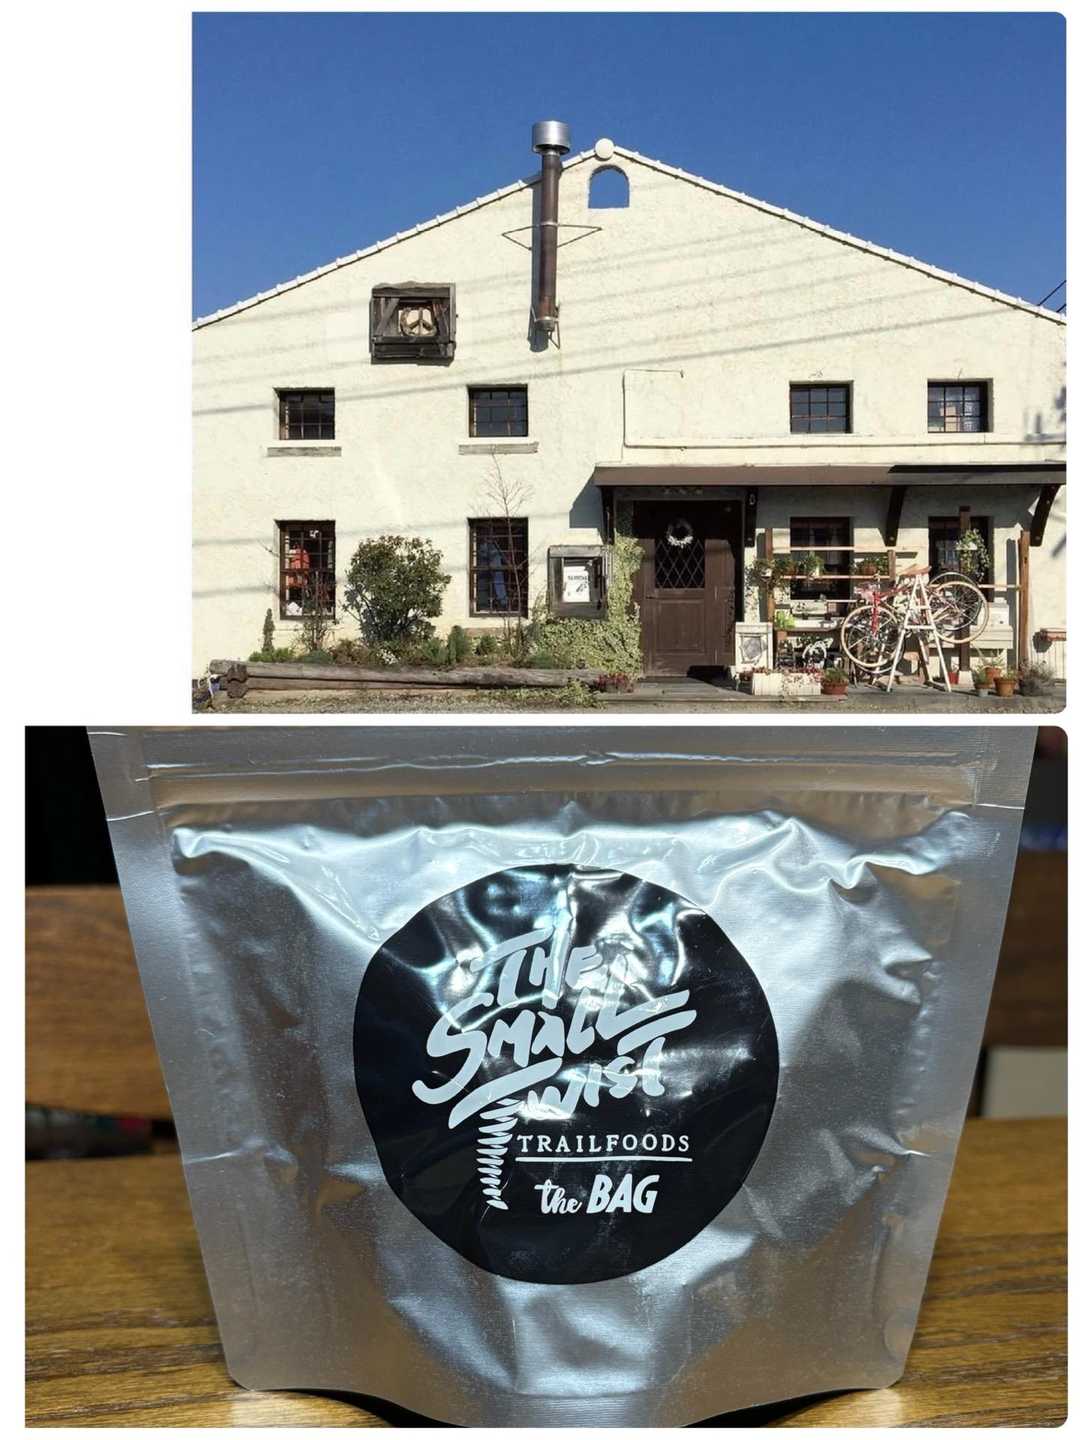 THE
SMALL
TWIST
TRAILFOODS
the BAG